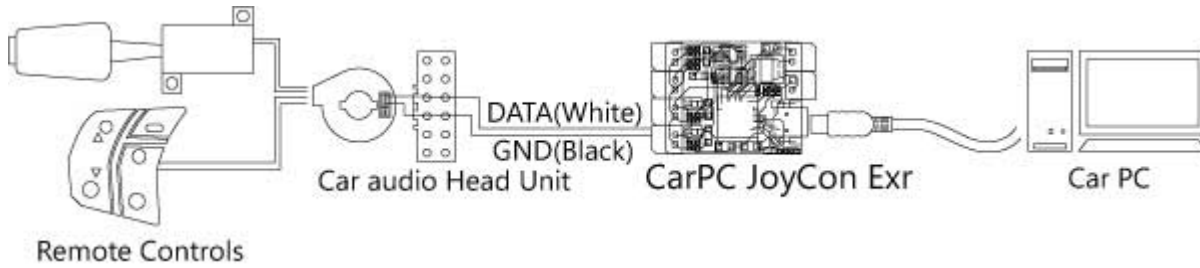 DATA(White)
GND(Black)
Car audio Head Unit
CarPC JoyCon Exr
Car PC
Remote Controls